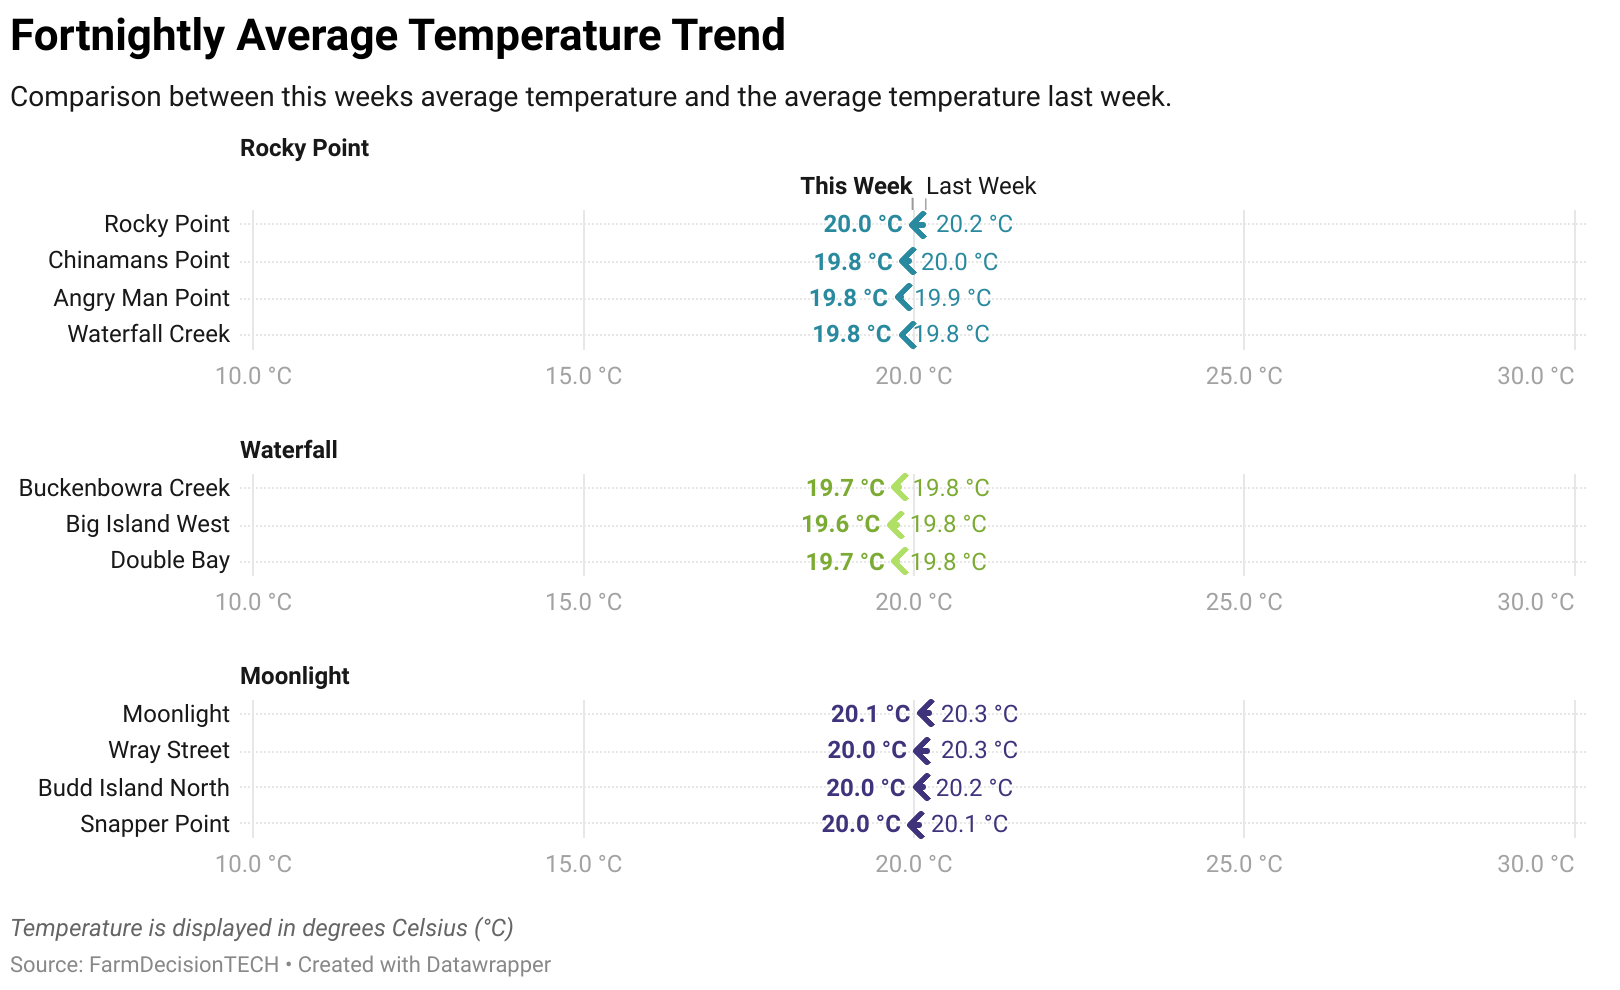 Fortnightly Average Temperature Trend
Comparison between this weeks average temperature and the average temperature last week.
Rocky Point
This Week Last Week
Rocky Point 20.0 °C 20.2 °C
Chinamans Point 19.8 °C 20.0 °C
Angry Man Point 19.8 °C 19.9 °C
Waterfall Creek 19.8 °C 19.8 °C
10.0 °C 15.0 °C 20.0 °C 25.0 °C 30.0 °C
Waterfall
Buckenbowra Creek 19.7 °C 19.8 °C
Big Island West 19.6 °C 19.8 °C
Double Bay 19.7 °C 19.8 °C
10.0 °C 15.0 °C 20.0 °C 25.0 °C 30.0 °C
Moonlight
Moonlight 20.1 °C 20.3 °C
Wray Street 20.0 °C 20.3 °C
Budd Island North 20.0 °C 20.2 °C
Snapper Point 20.0 °C 20.1 °C
10.0 °C 15.0 °C 20.0 °C 25.0 °C 30.0 °C
Temperature is displayed in degrees Celsius (°C)
Source: FarmDecisionTECH • Created with Datawrapper